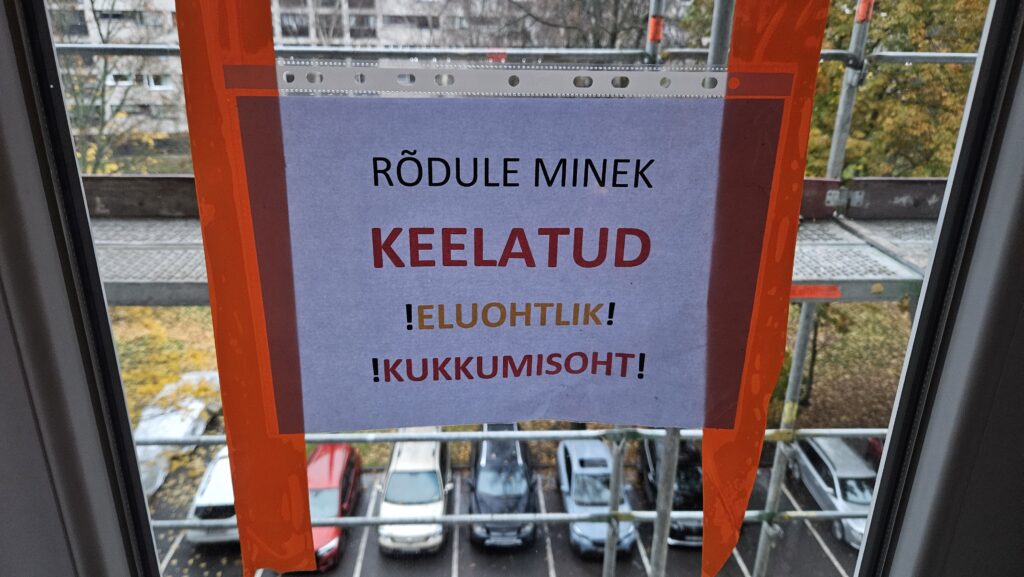 RÕDULE MINEK
KEELATUD
!ELUOHTLIK!
!KUKKUMISOHT!